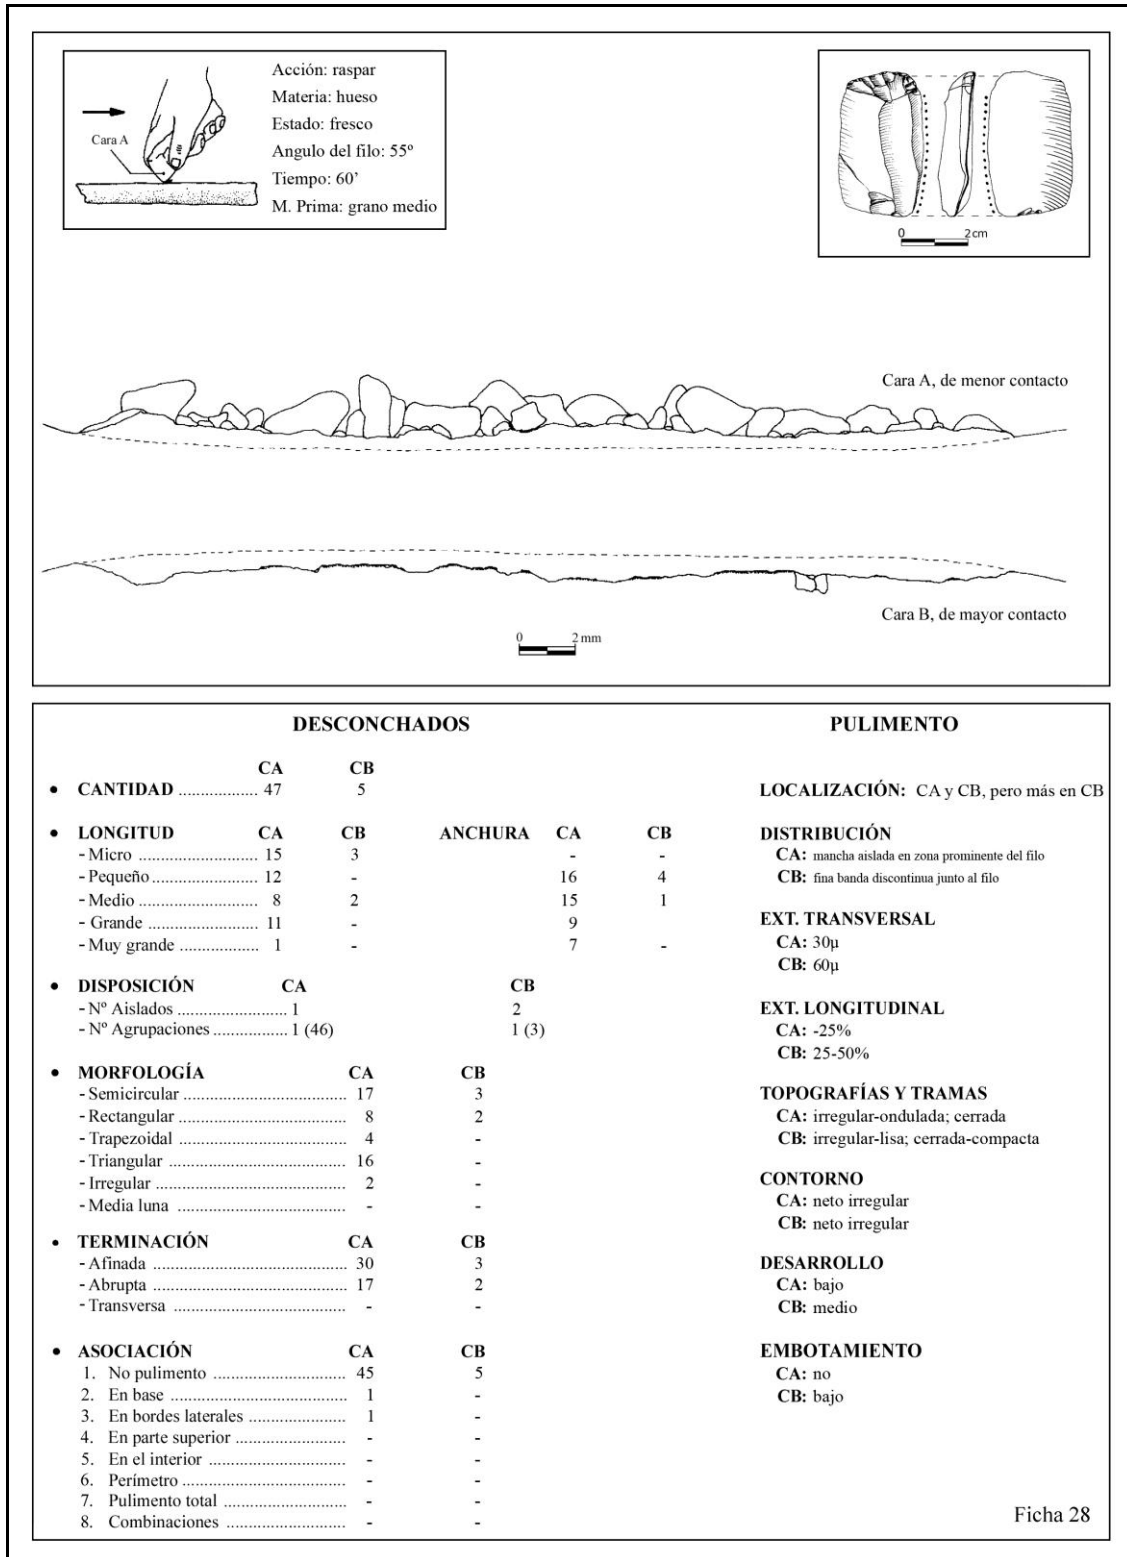 Acción: raspar
Materia: hueso
Estado: fresco
Angulo del filo: 55º
Tiempo: 60’
M. Prima: grano medio
Cara A
0 2 cm
Cara A, de menor contacto
Cara B, de mayor contacto
0 2 mm
DESCONCHADOS
CA CB
• CANTIDAD .................. 47 5
• LONGITUD CA CB ANCHURA CA CB
- Micro ........................... 15 3 - -
- Pequeño ........................ 12 - 16 4
- Medio ........................... 8 2 15 1
- Grande ......................... 11 - 9
- Muy grande .................. 1 - 7 -
• DISPOSICIÓN CA CB
- Nº Aislados ......................... 1 2
- Nº Agrupaciones ................. 1 (46) 1 (3)
• MORFOLOGÍA CA CB
- Semicircular ..................................... 17 3
- Rectangular ...................................... 8 2
- Trapezoidal ...................................... 4 -
- Triangular ........................................ 16 -
- Irregular ........................................... 2 -
- Media luna ...................................... - -
• TERMINACIÓN CA CB
- Afinada ............................................ 30 3
- Abrupta ............................................ 17 2
- Transversa ....................................... - -
• ASOCIACIÓN CA CB
1. No pulimento .............................. 45 5
2. En base ........................................ 1 -
3. En bordes laterales ...................... 1 -
4. En parte superior ......................... - -
5. En el interior ............................... - -
6. Perímetro ..................................... - -
7. Pulimento total ............................ - -
8. Combinaciones ........................... - -
PULIMENTO
LOCALIZACIÓN: CA y CB, pero más en CB
DISTRIBUCIÓN
CA: mancha aislada en zona prominente del filo
CB: fina banda discontinua junto al filo
EXT. TRANSVERSAL
CA: 30µ
CB: 60µ
EXT. LONGITUDINAL
CA: -25%
CB: 25-50%
TOPOGRAFÍAS Y TRAMAS
CA: irregular-ondulada; cerrada
CB: irregular-lisa; cerrada-compacta
CONTORNO
CA: neto irregular
CB: neto irregular
DESARROLLO
CA: bajo
CB: medio
EMBOTAMIENTO
CA: no
CB: bajo
Ficha 28